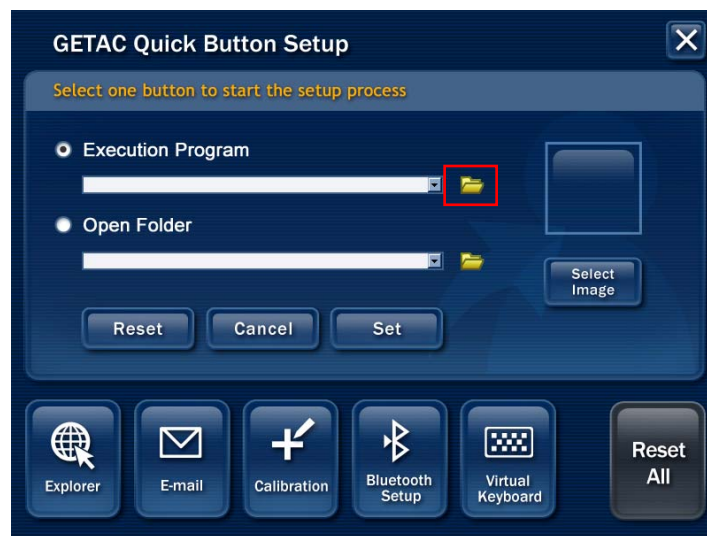 GETAC Quick Button Setup
Select one button to start the setup process
Execution Program
Open Folder
Select
Image
Reset
Cancel
Set
Explorer
E-mail
Calibration
Bluetooth
Setup
Virtual
Keyboard
Reset
All